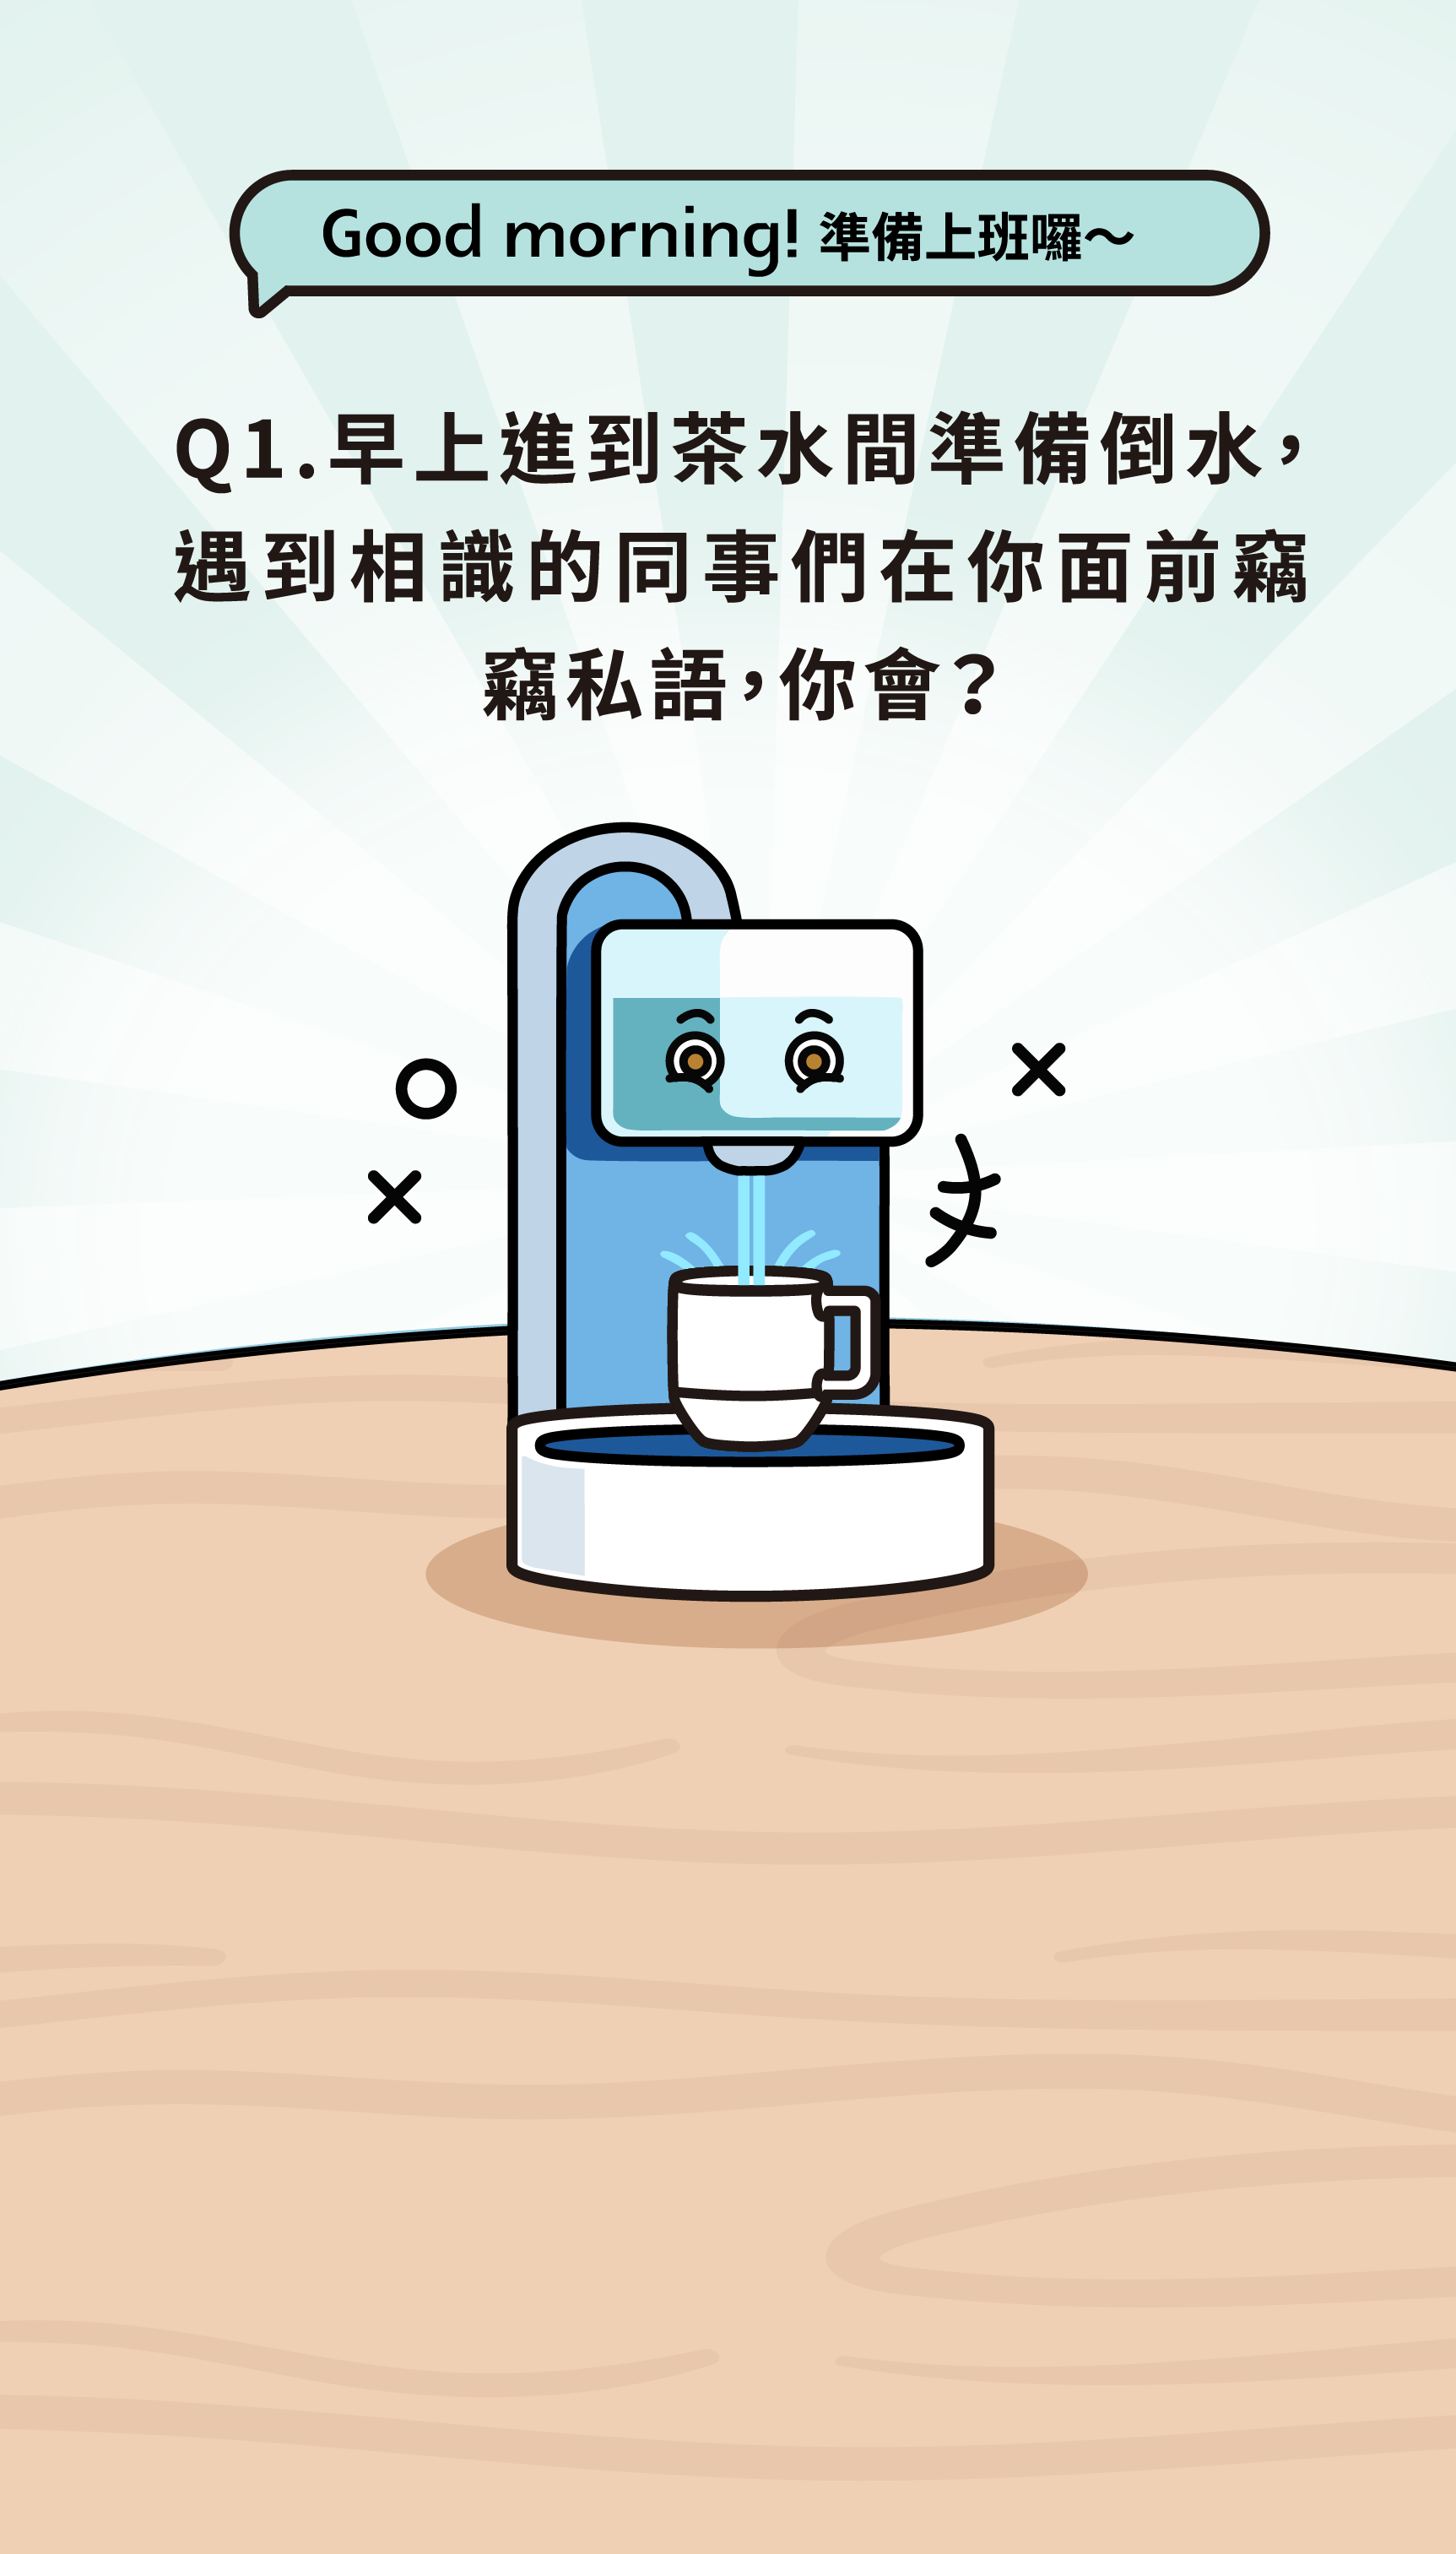 Good morning! 準備上班囉～
Q1.早上進到茶水間準備倒水，
遇到相識的同事們在你面前竊
竊私語，你會？